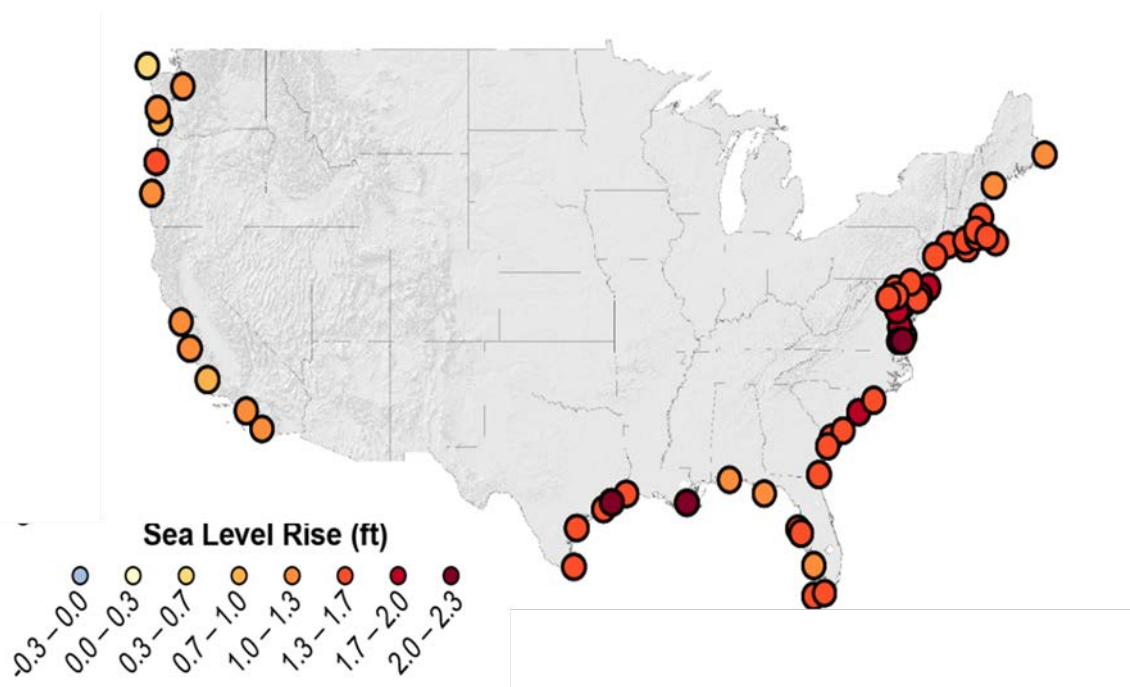 Sea Level Rise (ft)
-0.3 – 0.0
0.0 – 0.3
0.3 – 0.7
0.7 – 1.0
1.0 – 1.3
1.3 – 1.7
1.7 – 2.0
2.0 – 2.3